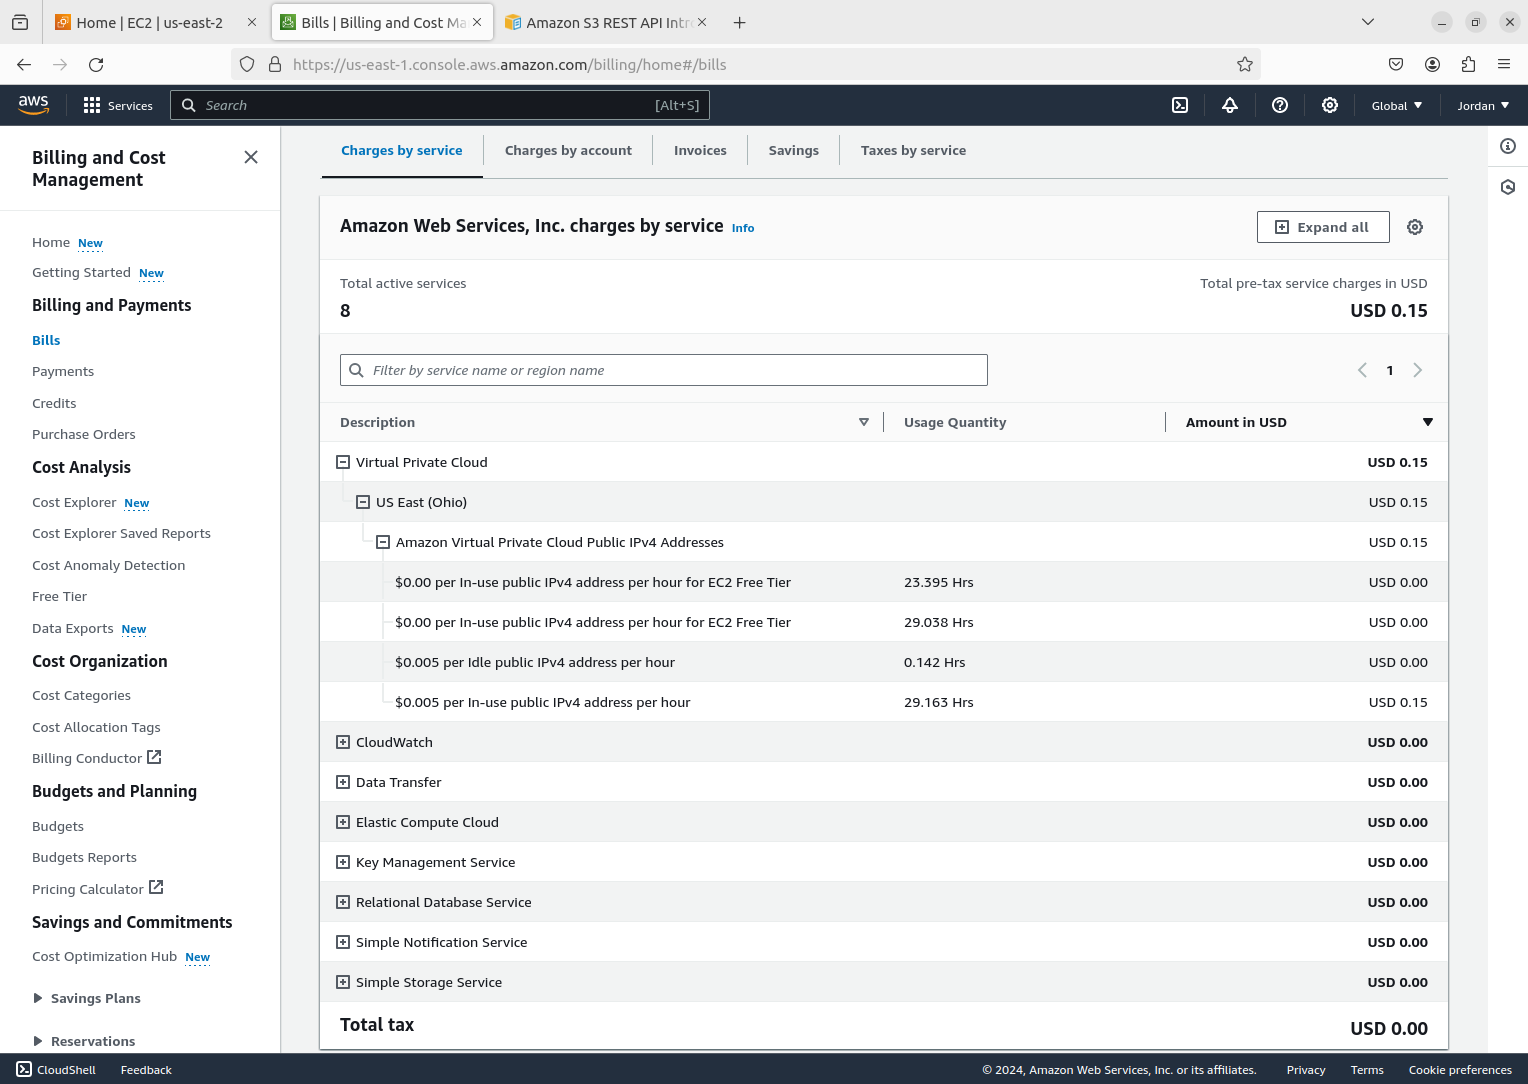 Home | EC2 | us-east-2
Bills | Billing and Cost Ma
Amazon S3 REST API Intr
https://us-east-1.console.aws.amazon.com/billing/home#/bills
aws
Services
Search
[Alt+S]
Global
Jordan
Billing and Cost
Management
Home New
Getting Started New
Billing and Payments
Bills
Payments
Credits
Purchase Orders
Cost Analysis
Cost Explorer New
Cost Explorer Saved Reports
Cost Anomaly Detection
Free Tier
Data Exports New
Cost Organization
Cost Categories
Cost Allocation Tags
Billing Conductor
Budgets and Planning
Budgets
Budgets Reports
Pricing Calculator
Savings and Commitments
Cost Optimization Hub New
Savings Plans
Reservations
Charges by service
Charges by account
Invoices
Savings
Taxes by service
Amazon Web Services, Inc. charges by service Info
Expand all
Total active services
8
Total pre-tax service charges in USD
USD 0.15
Filter by service name or region name
1
Description Usage Quantity Amount in USD
Virtual Private Cloud USD 0.15
US East (Ohio) USD 0.15
Amazon Virtual Private Cloud Public IPv4 Addresses USD 0.15
$0.00 per In-use public IPv4 address per hour for EC2 Free Tier 23.395 Hrs USD 0.00
$0.00 per In-use public IPv4 address per hour for EC2 Free Tier 29.038 Hrs USD 0.00
$0.005 per Idle public IPv4 address per hour 0.142 Hrs USD 0.00
$0.005 per In-use public IPv4 address per hour 29.163 Hrs USD 0.15
CloudWatch USD 0.00
Data Transfer USD 0.00
Elastic Compute Cloud USD 0.00
Key Management Service USD 0.00
Relational Database Service USD 0.00
Simple Notification Service USD 0.00
Simple Storage Service USD 0.00
Total tax USD 0.00
CloudShell
Feedback
© 2024, Amazon Web Services, Inc. or its affiliates.
Privacy
Terms
Cookie preferences